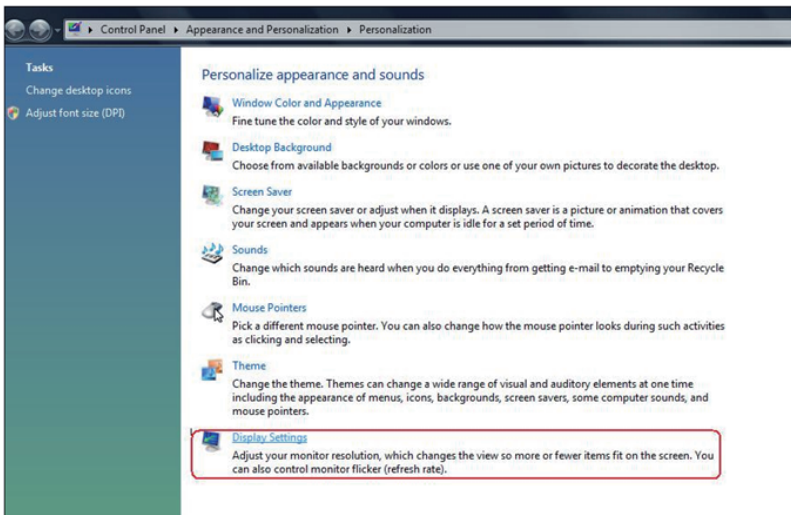 Control Panel ▸ Appearance and Personalization ▸ Personalization
Tasks
Change desktop icons
Adjust font size (DPI)
Personalize appearance and sounds
Window Color and Appearance
Fine tune the color and style of your windows.
Desktop Background
Choose from available backgrounds or colors or use one of your own pictures to decorate the desktop.
Screen Saver
Change your screen saver or adjust when it displays. A screen saver is a picture or animation that covers
your screen and appears when your computer is idle for a set period of time.
Sounds
Change which sounds are heard when you do everything from getting e-mail to emptying your Recycle
Bin.
Mouse Pointers
Pick a different mouse pointer. You can also change how the mouse pointer looks during such activities
as clicking and selecting.
Theme
Change the theme. Themes can change a wide range of visual and auditory elements at one time
including the appearance of menus, icons, backgrounds, screen savers, some computer sounds, and
mouse pointers.
Display Settings
Adjust your monitor resolution, which changes the view so more or fewer items fit on the screen. You
can also control monitor flicker (refresh rate).